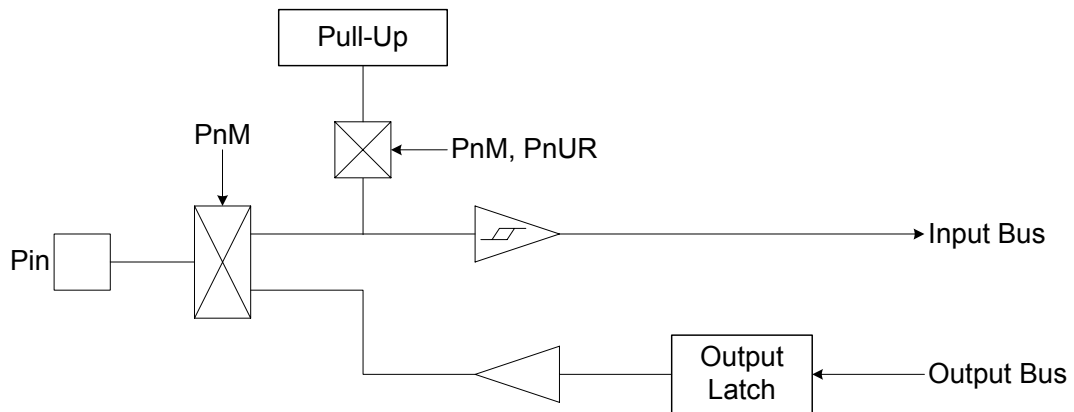 Pull-Up
PnM
PnM, PnUR
Input Bus
Pin
Output
Latch
Output Bus